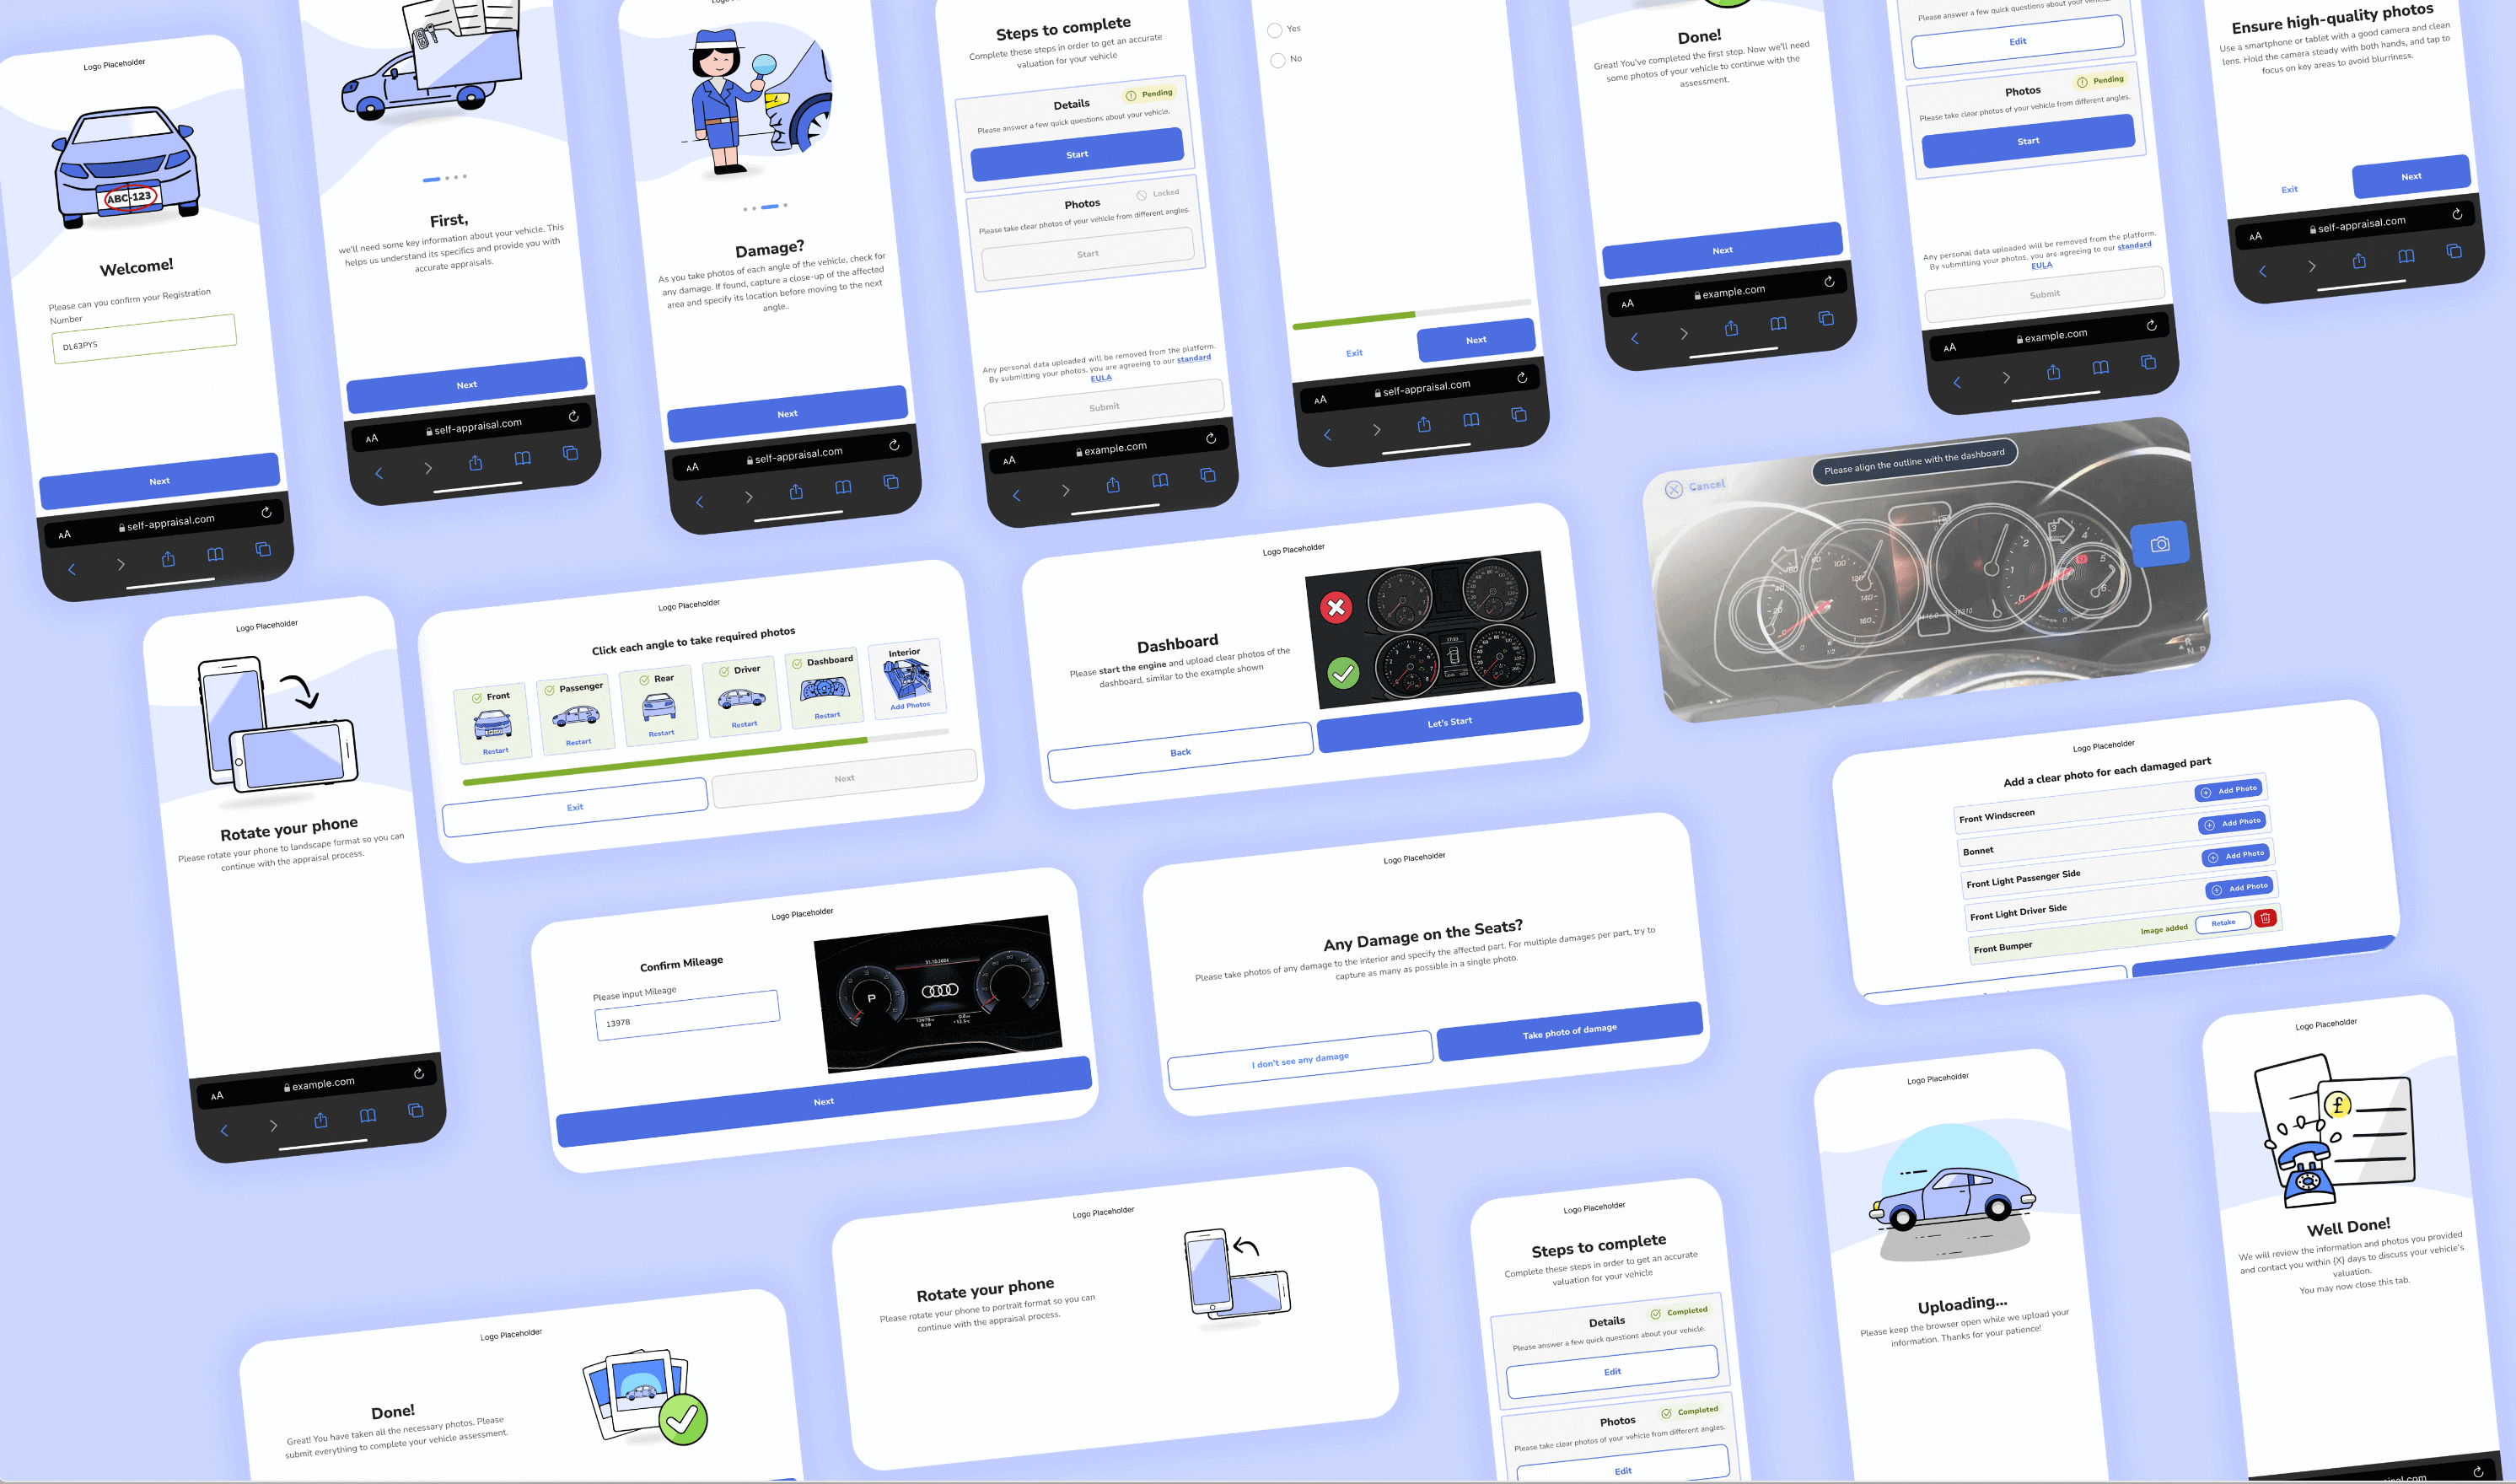 Logo Placeholder
ABC-123
Welcome!
Please can you confirm your Registration
Number
DL63PYS
Next
AA
self-appraisal.com
First,
we'll need some key information about your vehicle. This
helps us understand its specifics and provide you with
accurate appraisals.
Next
AA
self-appraisal.com
Damage?
As you take photos of each angle of the vehicle, check for
any damage. If found, capture a close-up of the affected
area and specify its location before moving to the next
angle..
Next
AA
self-appraisal.com
Steps to complete
Complete these steps in order to get an accurate
valuation for your vehicle
Details
Pending
Please answer a few quick questions about your vehicle.
Start
Photos
Locked
Please take clear photos of your vehicle from different angles.
Start
Any personal data uploaded will be removed from the platform.
By submitting your photos, you are agreeing to our standard
EULA
Submit
AA
example.com
Yes
No
Exit
Next
AA
self-appraisal.com
Done!
Great! You've completed the first step. Now we'll need
some photos of your vehicle to continue with the
assessment.
Next
AA
example.com
Please answer a few quick questions about your vehicle.
Edit
Photos
Pending
Please take clear photos of your vehicle from different angles.
Start
Any personal data uploaded will be removed from the platform.
By submitting your photos, you are agreeing to our standard
EULA
Submit
AA
example.com
Ensure high-quality photos
Use a smartphone or tablet with a good camera and clean
lens. Hold the camera steady with both hands, and tap to
focus on key areas to avoid blurriness.
Exit
Next
AA
self-appraisal.com
Logo Placeholder
Rotate your phone
Please rotate your phone to landscape format so you can
continue with the appraisal process.
AA
example.com
Logo Placeholder
Click each angle to take required photos
Front
Restart
Passenger
Restart
Rear
Restart
Driver
Restart
Dashboard
Restart
Interior
Add Photos
Exit
Next
Logo Placeholder
Dashboard
Please start the engine and upload clear photos of the
dashboard, similar to the example shown
Back
Let's Start
Cancel
Please align the outline with the dashboard
Logo Placeholder
Add a clear photo for each damaged part
Front Windscreen
Add Photo
Bonnet
Add Photo
Front Light Passenger Side
Add Photo
Front Light Driver Side
Add Photo
Front Bumper
Image added
Retake
Logo Placeholder
Confirm Mileage
Please input Mileage
13978
P
31.10.2024
Next
Logo Placeholder
Any Damage on the Seats?
Please take photos of any damage to the interior and specify the affected part. For multiple damages per part, try to
capture as many as possible in a single photo.
I don't see any damage
Take photo of damage
Logo Placeholder
Done!
Great! You have taken all the necessary photos. Please
submit everything to complete your vehicle assessment.
Logo Placeholder
Rotate your phone
Please rotate your phone to portrait format so you can
continue with the appraisal process.
Logo Placeholder
Steps to complete
Complete these steps in order to get an accurate
valuation for your vehicle
Details
Completed
Please answer a few quick questions about your vehicle.
Edit
Photos
Completed
Please take clear photos of your vehicle from different angles.
Edit
Logo Placeholder
Uploading...
Please keep the browser open while we upload your
information. Thanks for your patience!
Logo Placeholder
£
Well Done!
We will review the information and photos you provided
and contact you within {X} days to discuss your vehicle's
valuation.
You may now close this tab.